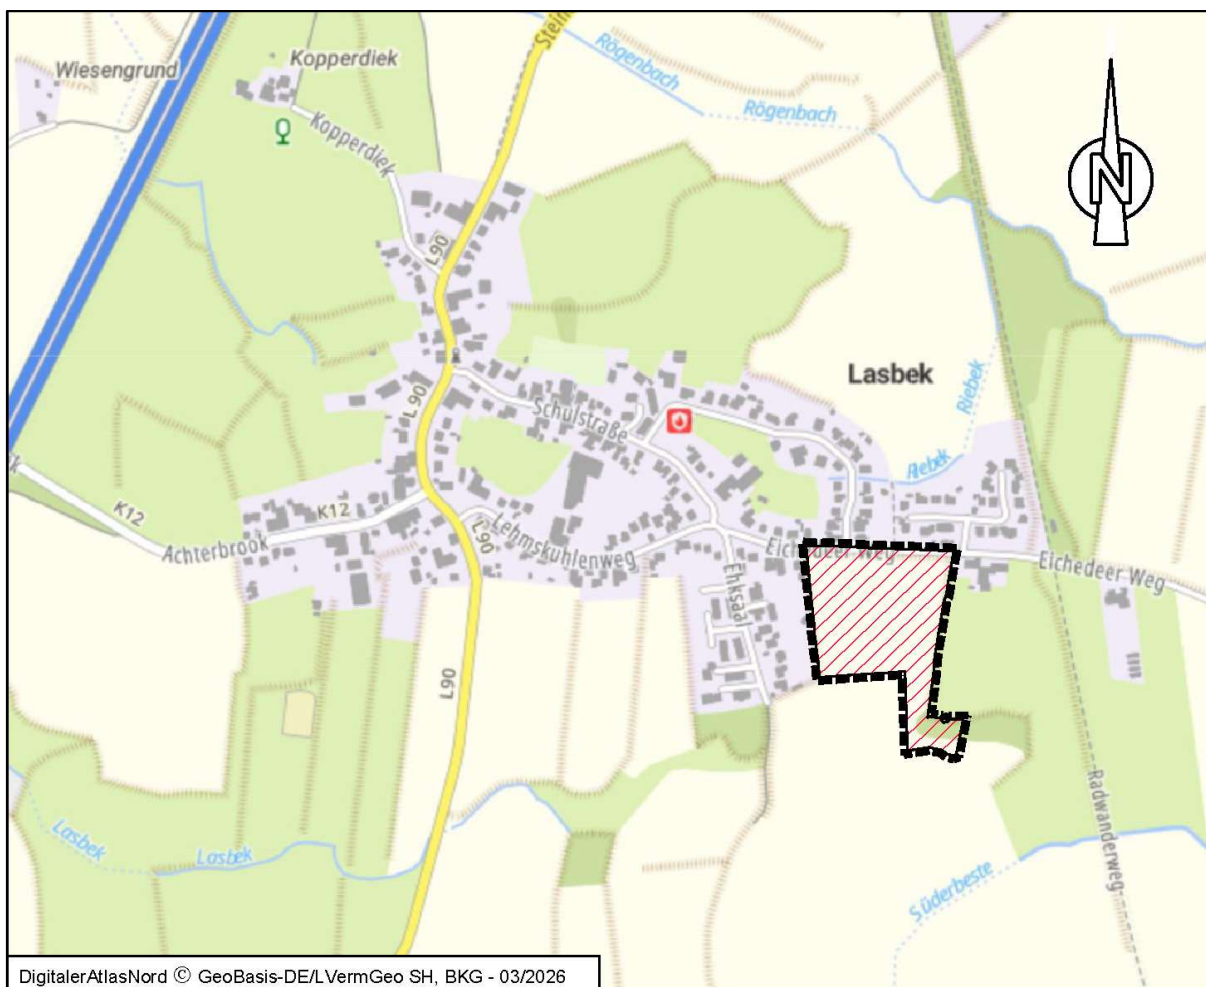 Wiesengrund
Kopperdiek
Kopperdiek
Rögenbach
Rögenbach
N
L90
Lasbek
Riebek
L 90
Schulstraße
Riebek
K12
K12
Achterbrook
L90
Lehmskuhlenweg
Eichedeer Weg
Eichedeer Weg
Ehksaal
L90
Radwanderweg
Lasbek
Lasbek
Süderbeste
DigitalerAtlasNord © GeoBasis-DE/LVermGeo SH, BKG - 03/2026